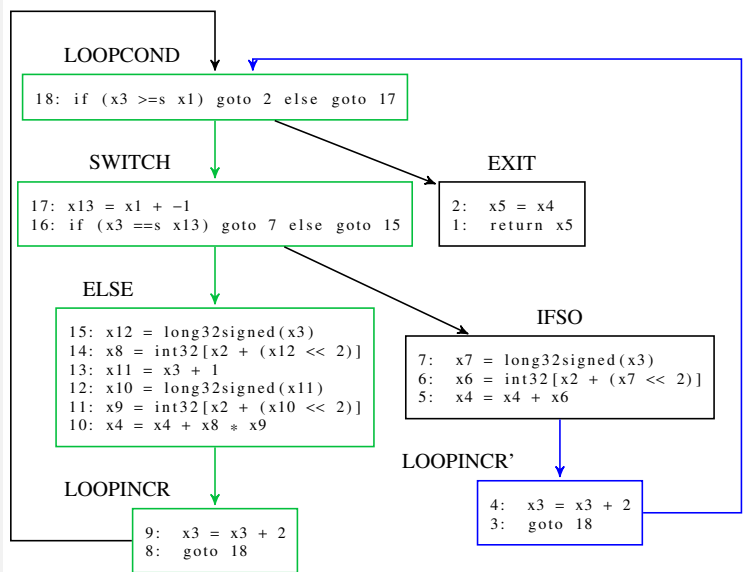 LOOPCOND
18: if (x3 >=s x1) goto 2 else goto 17
SWITCH
17: x13 = x1 + -1
16: if (x3 ==s x13) goto 7 else goto 15
EXIT
2: x5 = x4
1: return x5
ELSE
15: x12 = long32signed(x3)
14: x8 = int32[x2 + (x12 << 2)]
13: x11 = x3 + 1
12: x10 = long32signed(x11)
11: x9 = int32[x2 + (x10 << 2)]
10: x4 = x4 + x8 * x9
IFSO
7: x7 = long32signed(x3)
6: x6 = int32[x2 + (x7 << 2)]
5: x4 = x4 + x6
LOOPINCR
9: x3 = x3 + 2
8: goto 18
LOOPINCR'
4: x3 = x3 + 2
3: goto 18